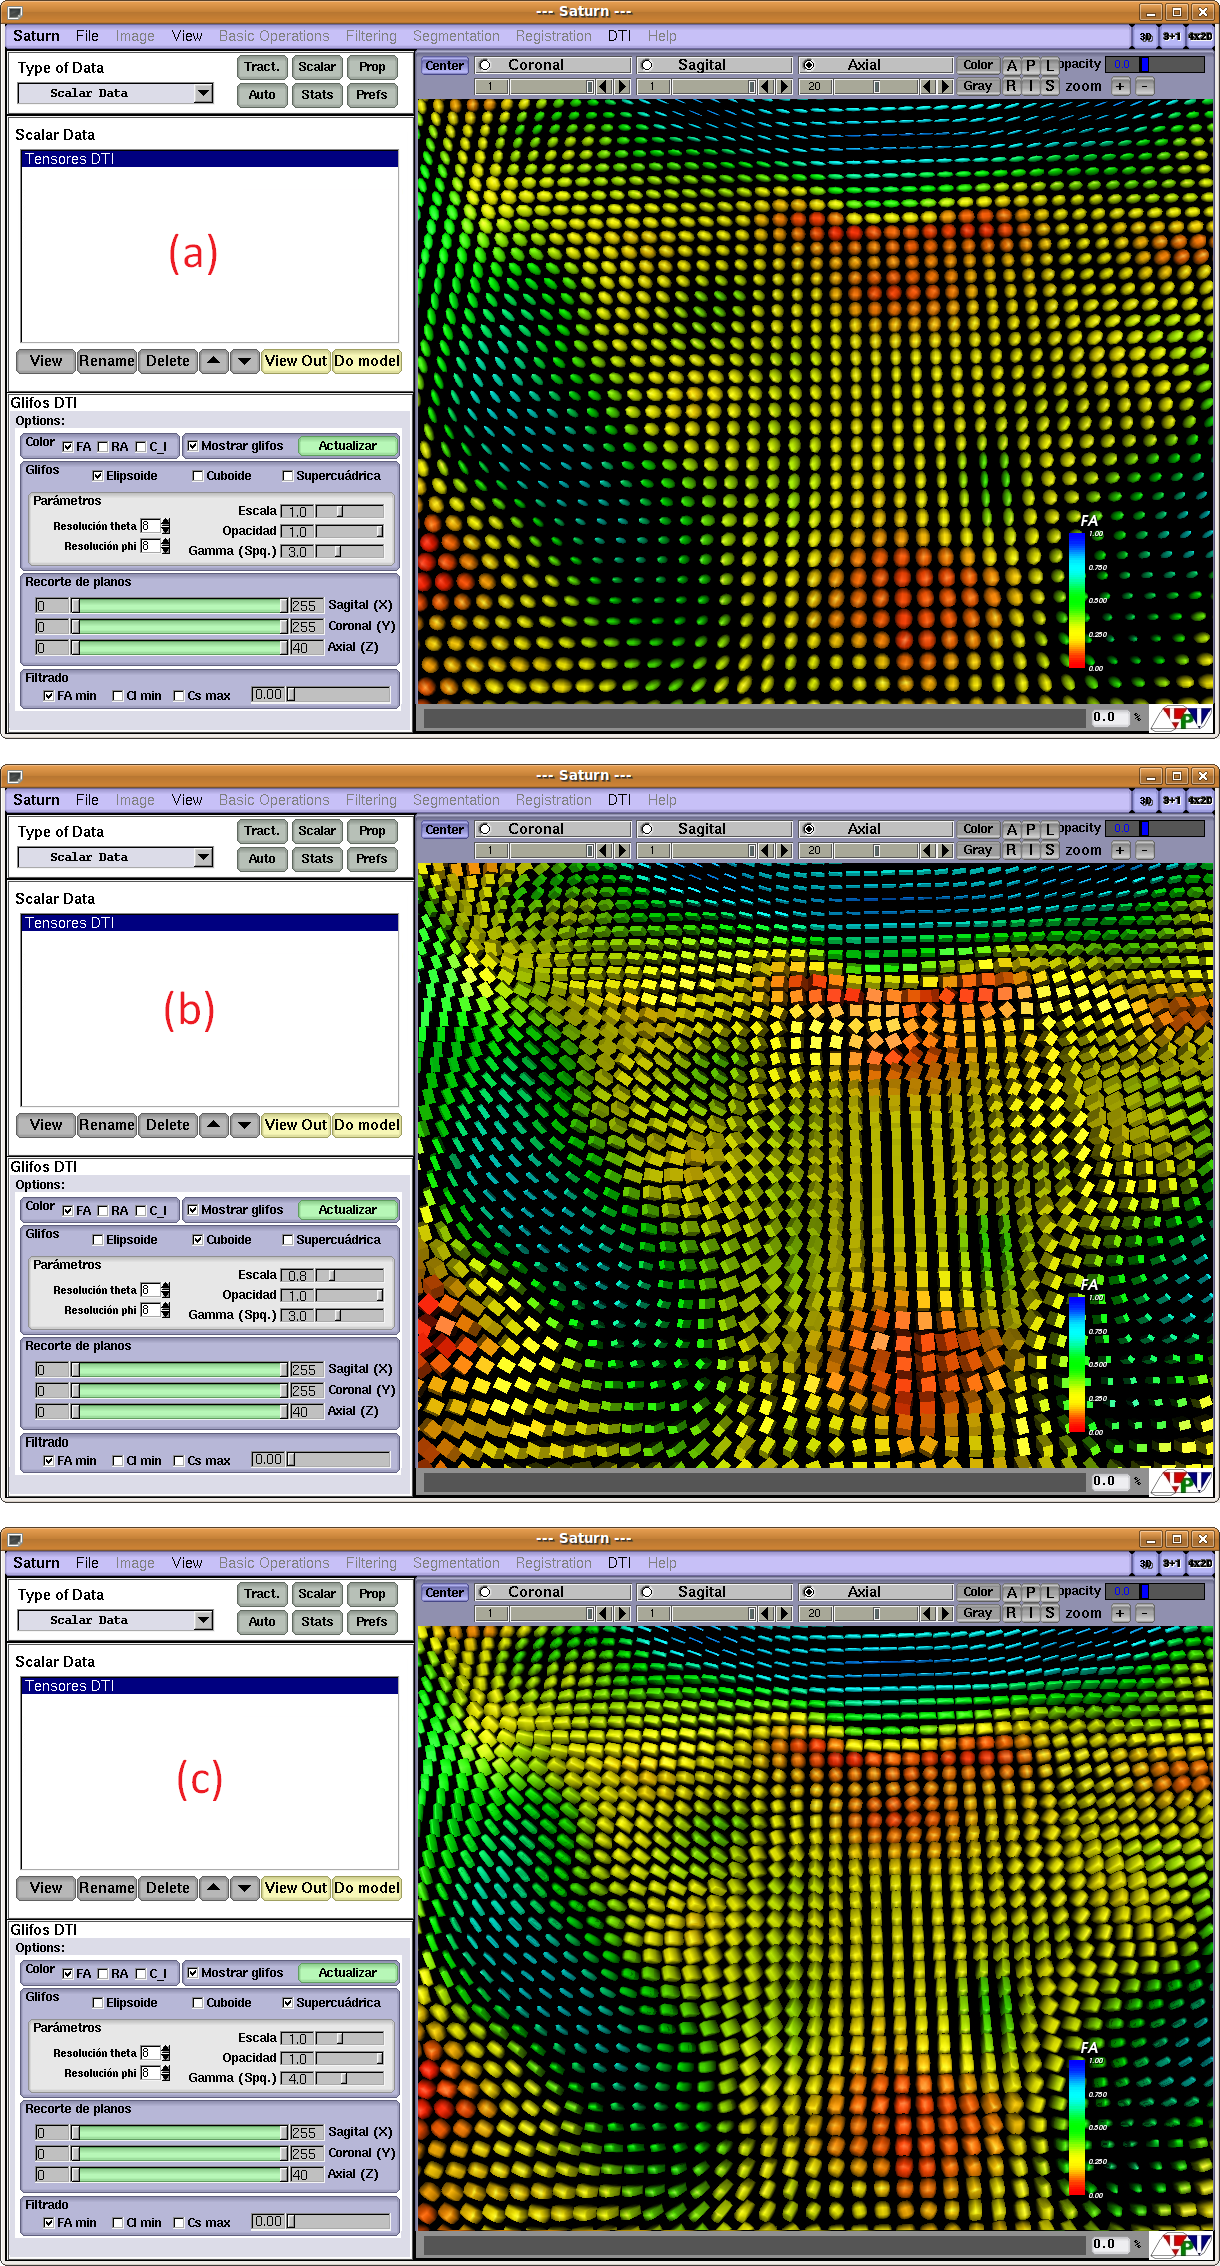 --- Saturn ---
Saturn File Image View Basic Operations Filtering Segmentation Registration DTI Help 3D 3+1 4x2D
Type of Data Tract. Scalar Prop
Scalar Data Auto Stats Prefs
Center Coronal Sagital Axial Color A P L opacity 0.0
1 1 20 Gray R I S zoom + -
Scalar Data
Tensores DTI
(a)
View Rename Delete View Out Do model
Glifos DTI
Options:
Color FA RA C_l Mostrar glifos Actualizar
Glifos
Elipsoide Cuboide Supercuádrica
Parámetros
Escala 1.0
Resolución theta 8
Opacidad 1.0
Resolución phi 8
Gamma (Spq.) 3.0
Recorte de planos
0 255 Sagital (X)
0 255 Coronal (Y)
0 40 Axial (Z)
Filtrado
FA min Cl min Cs max 0.00
FA
1.00
0.750
0.500
0.250
0.00
0.0 %
--- Saturn ---
Saturn File Image View Basic Operations Filtering Segmentation Registration DTI Help 3D 3+1 4x2D
Type of Data Tract. Scalar Prop
Scalar Data Auto Stats Prefs
Center Coronal Sagital Axial Color A P L opacity 0.0
1 1 20 Gray R I S zoom + -
Scalar Data
Tensores DTI
(b)
View Rename Delete View Out Do model
Glifos DTI
Options:
Color FA RA C_l Mostrar glifos Actualizar
Glifos
Elipsoide Cuboide Supercuádrica
Parámetros
Escala 0.8
Resolución theta 8
Opacidad 1.0
Resolución phi 8
Gamma (Spq.) 3.0
Recorte de planos
0 255 Sagital (X)
0 255 Coronal (Y)
0 40 Axial (Z)
Filtrado
FA min Cl min Cs max 0.00
FA
1.00
0.750
0.500
0.250
0.00
0.0 %
--- Saturn ---
Saturn File Image View Basic Operations Filtering Segmentation Registration DTI Help 3D 3+1 4x2D
Type of Data Tract. Scalar Prop
Scalar Data Auto Stats Prefs
Center Coronal Sagital Axial Color A P L opacity 0.0
1 1 20 Gray R I S zoom + -
Scalar Data
Tensores DTI
(c)
View Rename Delete View Out Do model
Glifos DTI
Options:
Color FA RA C_l Mostrar glifos Actualizar
Glifos
Elipsoide Cuboide Supercuádrica
Parámetros
Escala 1.0
Resolución theta 8
Opacidad 1.0
Resolución phi 8
Gamma (Spq.) 4.0
Recorte de planos
0 255 Sagital (X)
0 255 Coronal (Y)
0 40 Axial (Z)
Filtrado
FA min Cl min Cs max 0.00
FA
1.00
0.750
0.500
0.250
0.00
0.0 %